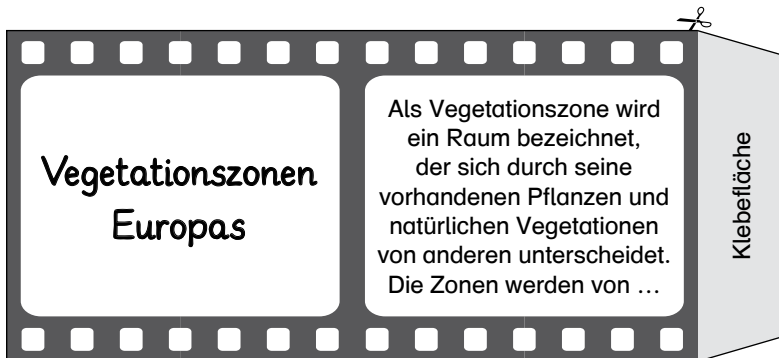 Vegetationszonen
Europas
Als Vegetationszone wird
ein Raum bezeichnet,
der sich durch seine
vorhandenen Pflanzen und
natürlichen Vegetationen
von anderen unterscheidet.
Die Zonen werden von …
Klebefläche